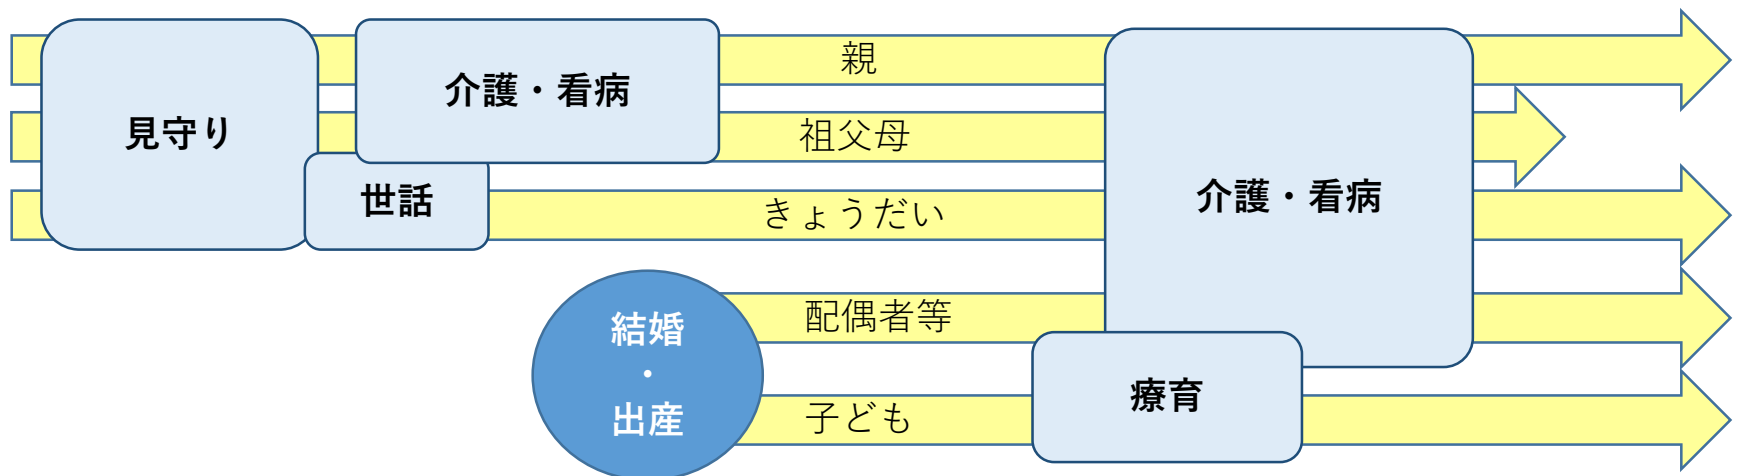 親
介護・看病
見守り
祖父母
世話
きょうだい
介護・看病
結婚
・
出産
配偶者等
療育
子ども